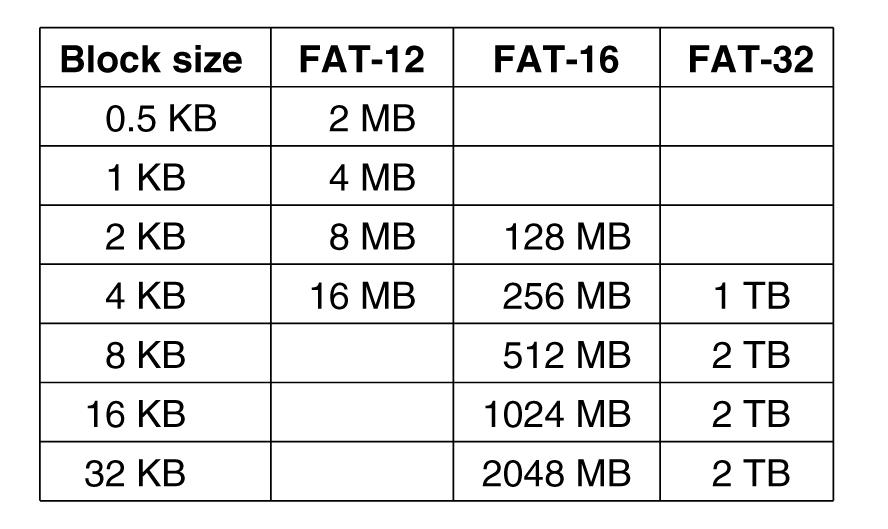 Block size FAT-12 FAT-16 FAT-32
0.5 KB 2 MB
1 KB 4 MB
2 KB 8 MB 128 MB
4 KB 16 MB 256 MB 1 TB
8 KB 512 MB 2 TB
16 KB 1024 MB 2 TB
32 KB 2048 MB 2 TB